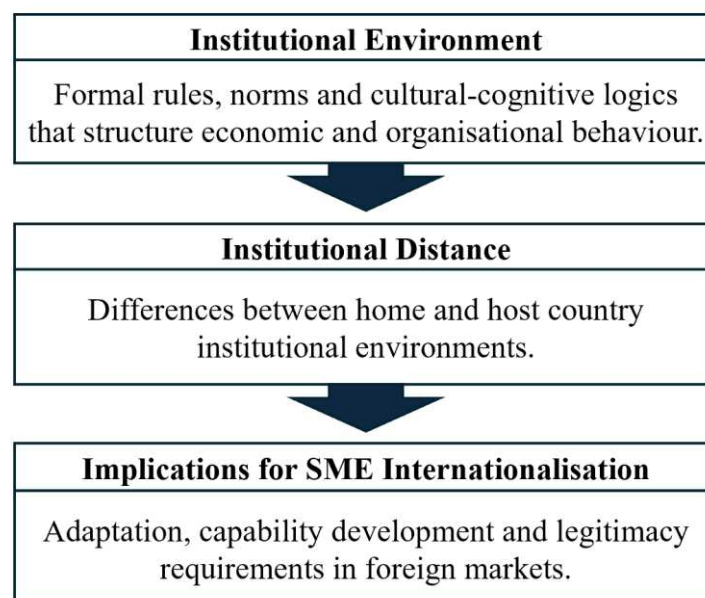 Institutional Environment
Formal rules, norms and cultural-cognitive logics
that structure economic and organisational behaviour.
Institutional Distance
Differences between home and host country
institutional environments.
Implications for SME Internationalisation
Adaptation, capability development and legitimacy
requirements in foreign markets.